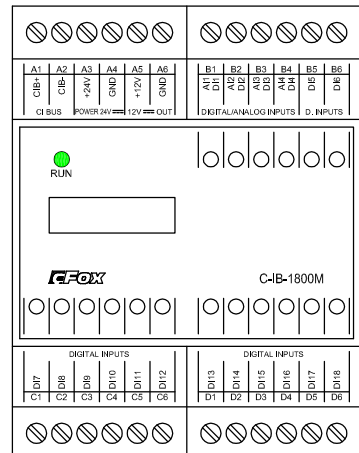 A1 A2 A3 A4 A5 A6 B1 B2 B3 B4 B5 B6
CIB+ CIB- +24V GND +12V GND AI1 DI1 AI2 DI2 AI3 DI3 AI4 DI4 DI5 DI6
CI BUS POWER 24V 12V OUT DIGITAL/ANALOG INPUTS D. INPUTS
RUN
CFox C-IB-1800M
DIGITAL INPUTS DIGITAL INPUTS
DI7 DI8 DI9 DI10 DI11 DI12 DI13 DI14 DI15 DI16 DI17 DI18
C1 C2 C3 C4 C5 C6 D1 D2 D3 D4 D5 D6